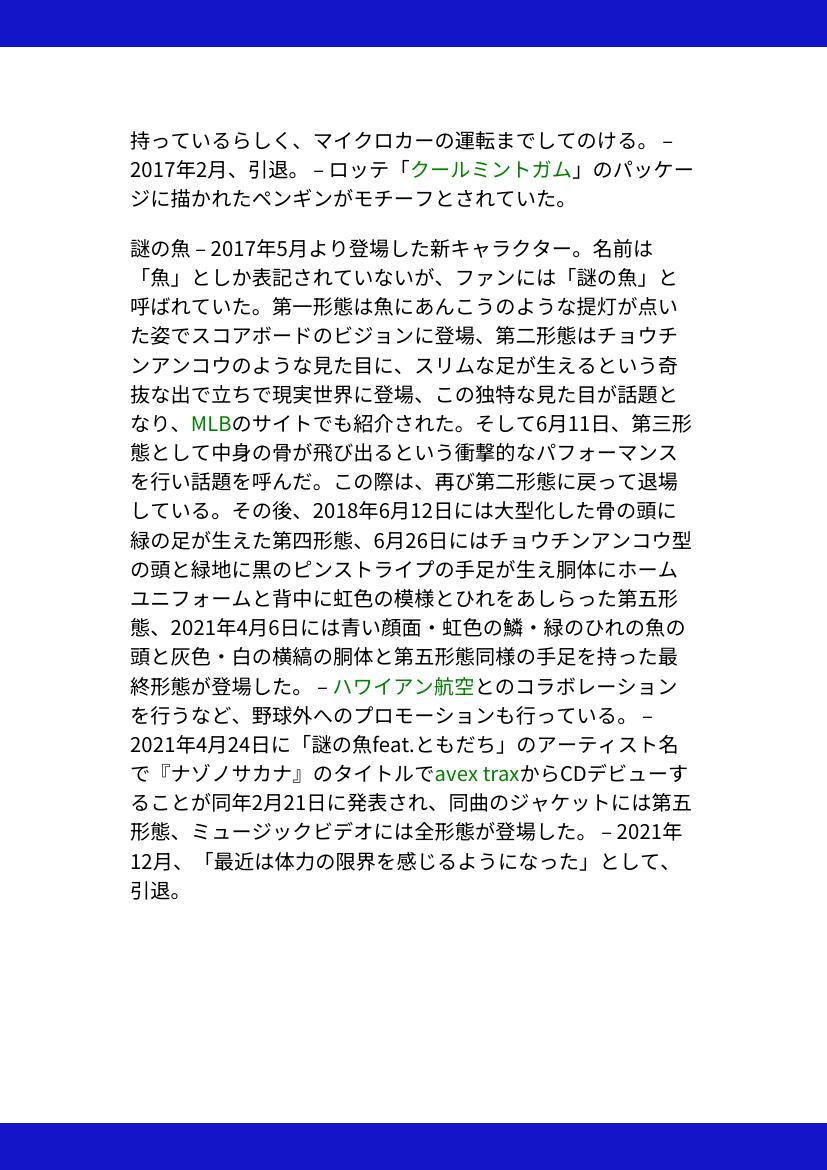 持っているらしく、マイクロカーの運転までしてのける。 –
2017年2月、引退。 – ロッテ「クールミントガム」のパッケー
ジに描かれたペンギンがモチーフとされていた。
謎の魚 – 2017年5月より登場した新キャラクター。名前は
「魚」としか表記されていないが、ファンには「謎の魚」と
呼ばれていた。第一形態は魚にあんこうのような提灯が点い
た姿でスコアボードのビジョンに登場、第二形態はチョウチ
ンアンコウのような見た目に、スリムな足が生えるという奇
抜な出で立ちで現実世界に登場、この独特な見た目が話題と
なり、MLBのサイトでも紹介された。そして6月11日、第三形
態として中身の骨が飛び出るという衝撃的なパフォーマンス
を行い話題を呼んだ。この際は、再び第二形態に戻って退場
している。その後、2018年6月12日には大型化した骨の頭に
緑の足が生えた第四形態、6月26日にはチョウチンアンコウ型
の頭と緑地に黒のピンストライプの手足が生え胴体にホーム
ユニフォームと背中に虹色の模様とひれをあしらった第五形
態、2021年4月6日には青い顔面・虹色の鱗・緑のひれの魚の
頭と灰色・白の横縞の胴体と第五形態同様の手足を持った最
終形態が登場した。 – ハワイアン航空とのコラボレーション
を行うなど、野球外へのプロモーションも行っている。 –
2021年4月24日に「謎の魚feat.ともだち」のアーティスト名
で『ナゾノサカナ』のタイトルでavex traxからCDデビューす
ることが同年2月21日に発表され、同曲のジャケットには第五
形態、ミュージックビデオには全形態が登場した。 – 2021年
12月、「最近は体力の限界を感じるようになった」として、
引退。